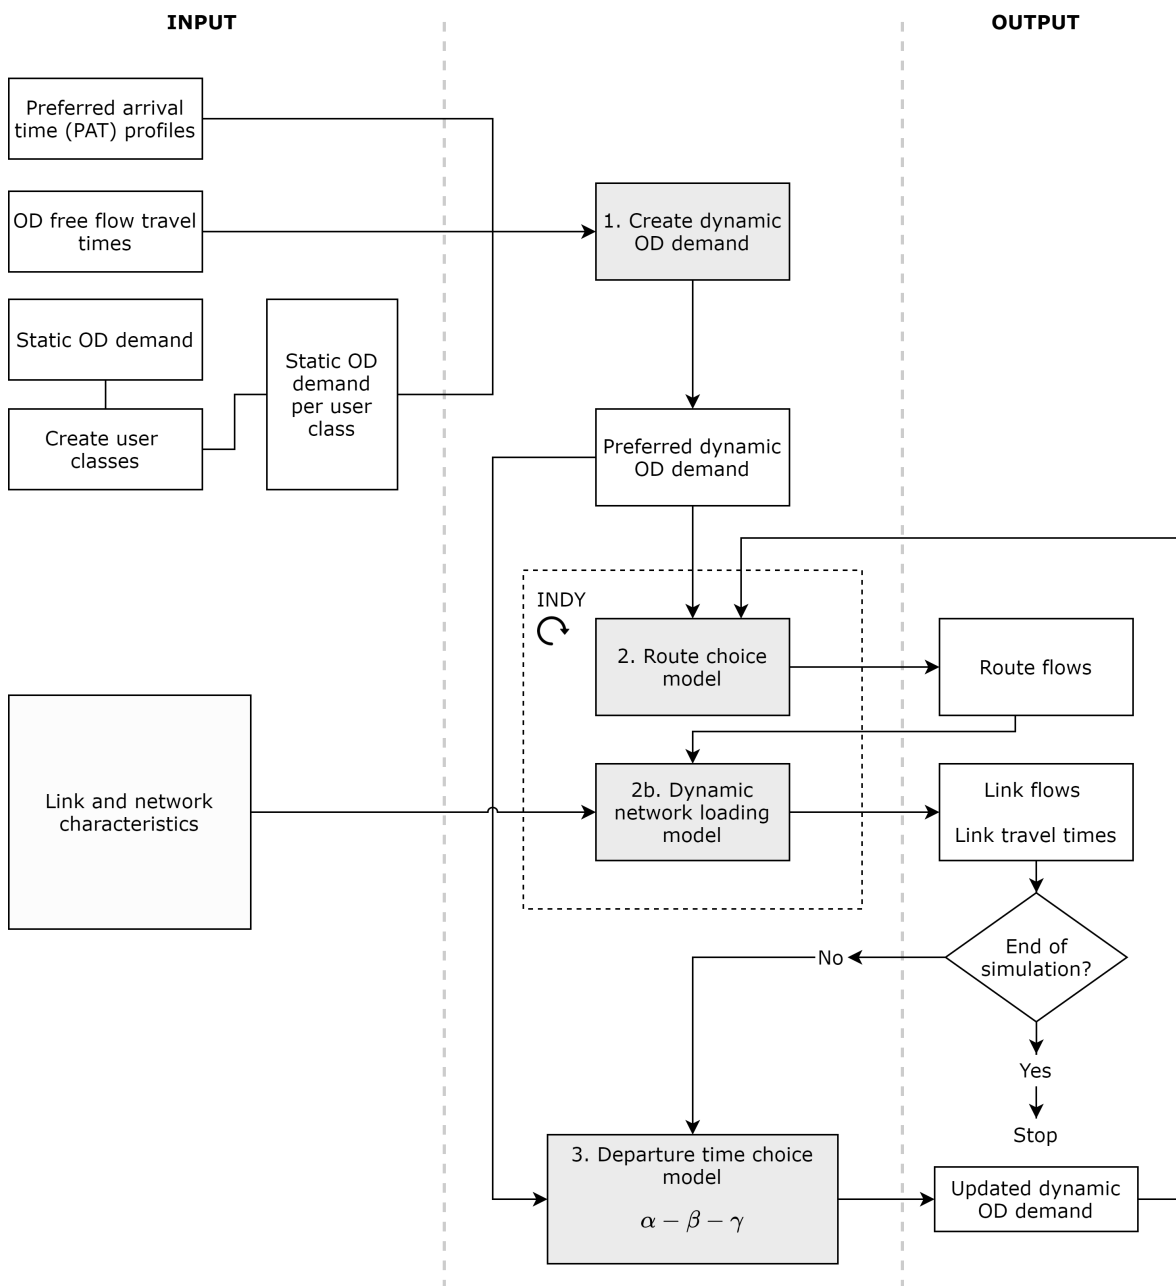 INPUT
OUTPUT
Preferred arrival
time (PAT) profiles
OD free flow travel
times
1. Create dynamic
OD demand
Static OD demand
Static OD
demand
per user
class
Create user
classes
Preferred dynamic
OD demand
INDY
2. Route choice
model
Route flows
Link and network
characteristics
2b. Dynamic
network loading
model
Link flows
Link travel times
End of
simulation?
No
Yes
Stop
3. Departure time choice
model
α − β − γ
Updated dynamic
OD demand